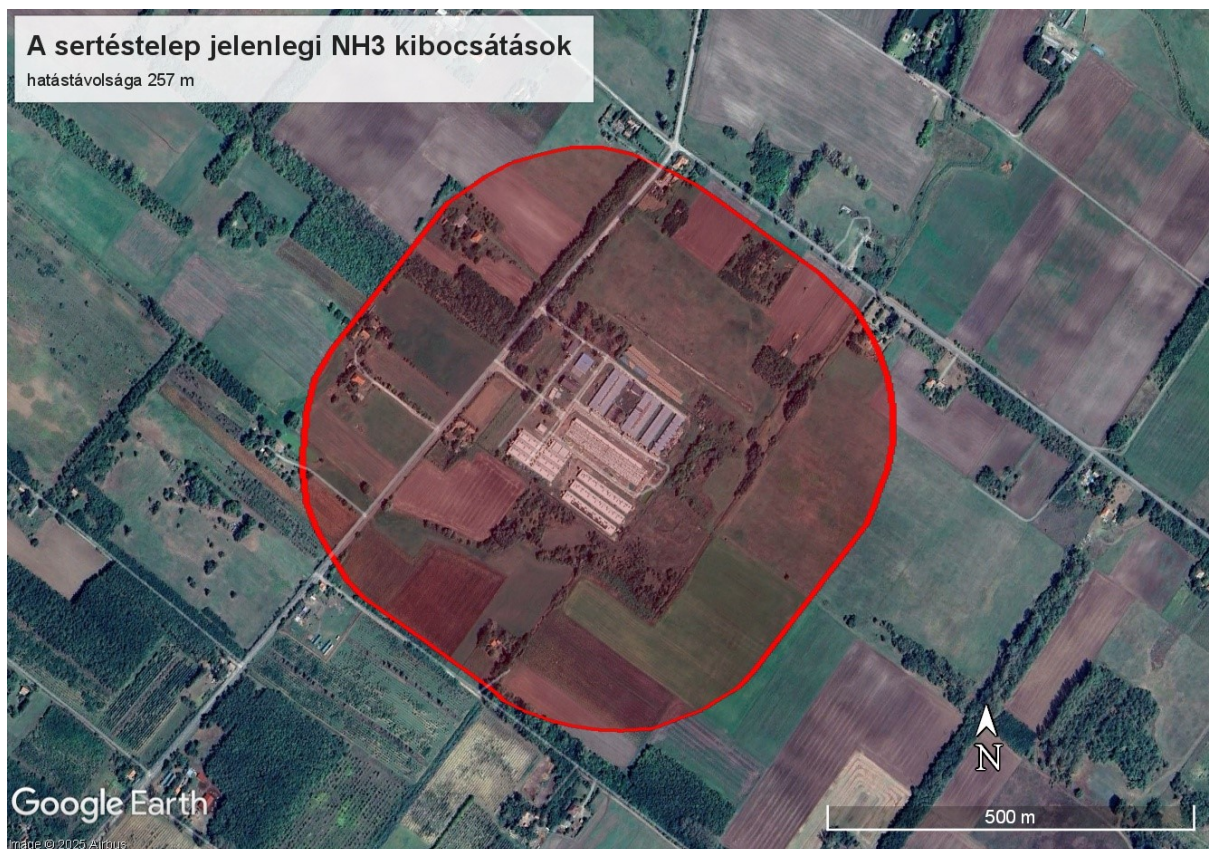 A sertéstelep jelenlegi NH3 kibocsátások
hatástávolsága 257 m
N
Google Earth
500 m
Image © 2025 Airbus